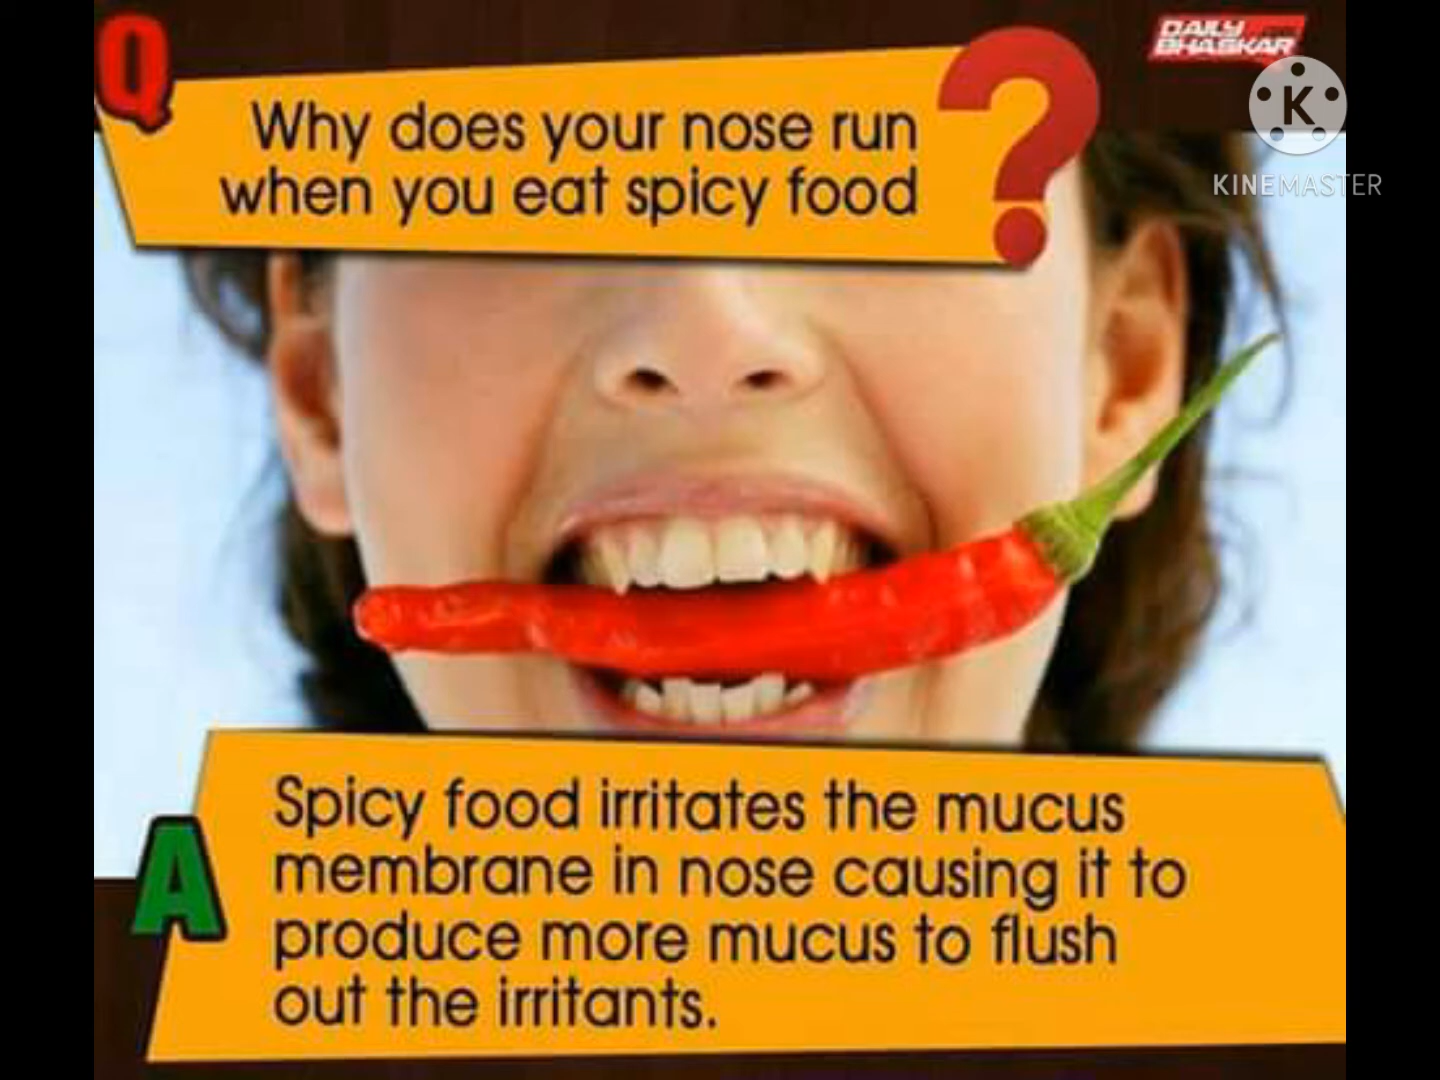 Q
Why does your nose run
when you eat spicy food
?
DAILY
BHASKAR
K
KINEMASTER
A
Spicy food irritates the mucus
membrane in nose causing it to
produce more mucus to flush
out the irritants.